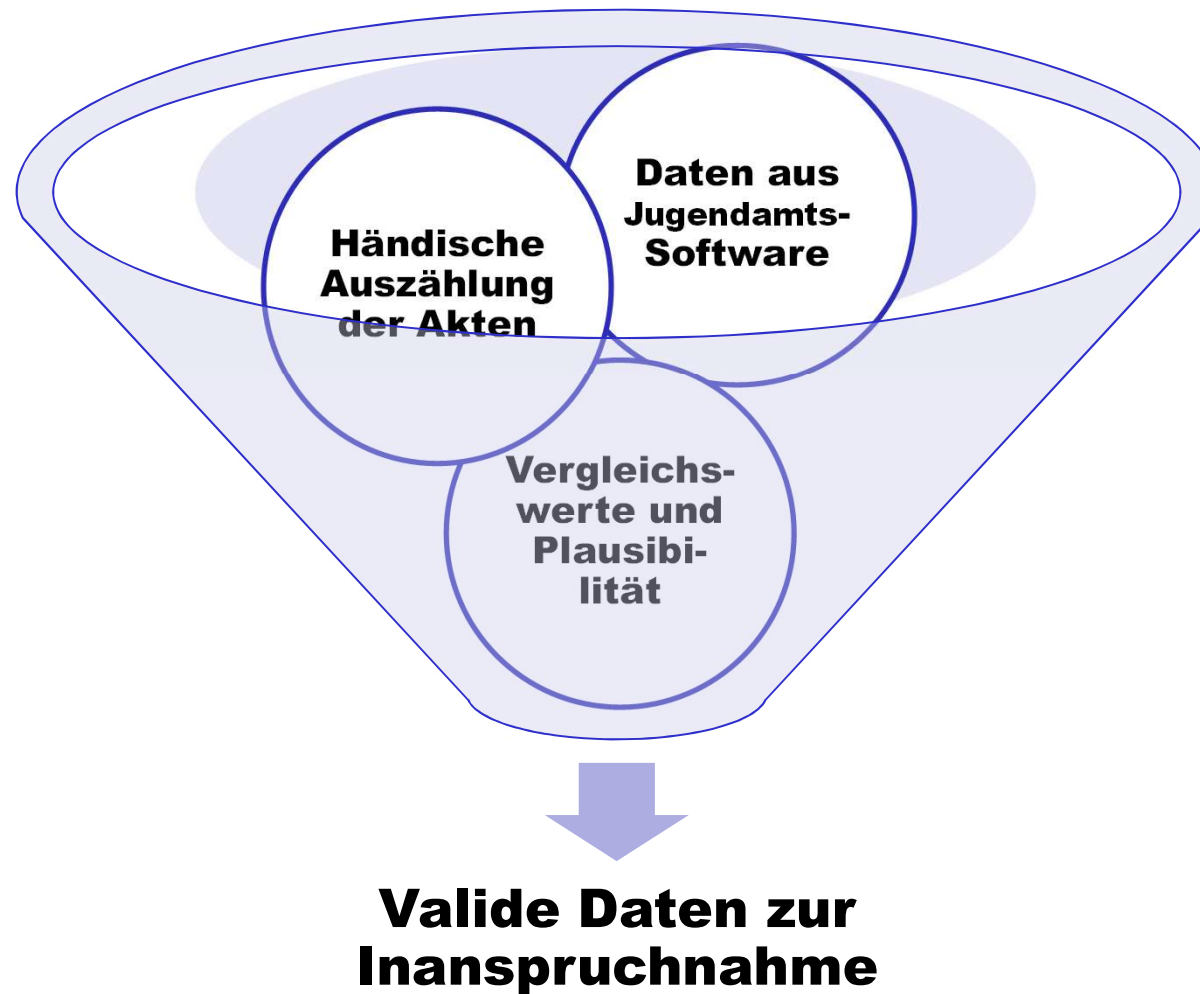 Daten aus
Jugendamts-
Software
Händische
Auszählung
der Akten
Vergleichs-
werte und
Plausibi-
lität
Valide Daten zur
Inanspruchnahme